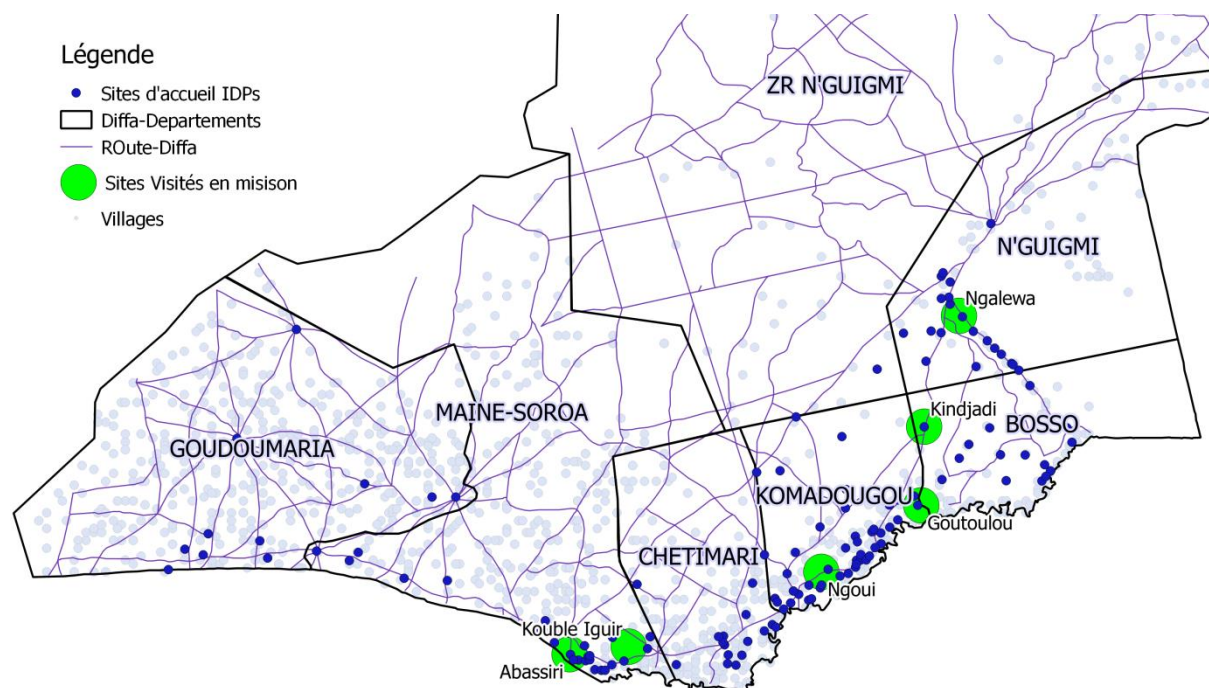 Légende
Sites d'accueil IDPs
Diffa-Departements
ROute-Diffa
Sites Visités en misison
Villages
ZR N'GUIGMI
N'GUIGMI
Ngalewa
MAINE-SOROA
GOUDOUMARIA
Kindjadi
BOSSO
KOMADOUGOU
Goutoulou
CHETIMARI
Ngoui
Kouble Iguir
Abassiri